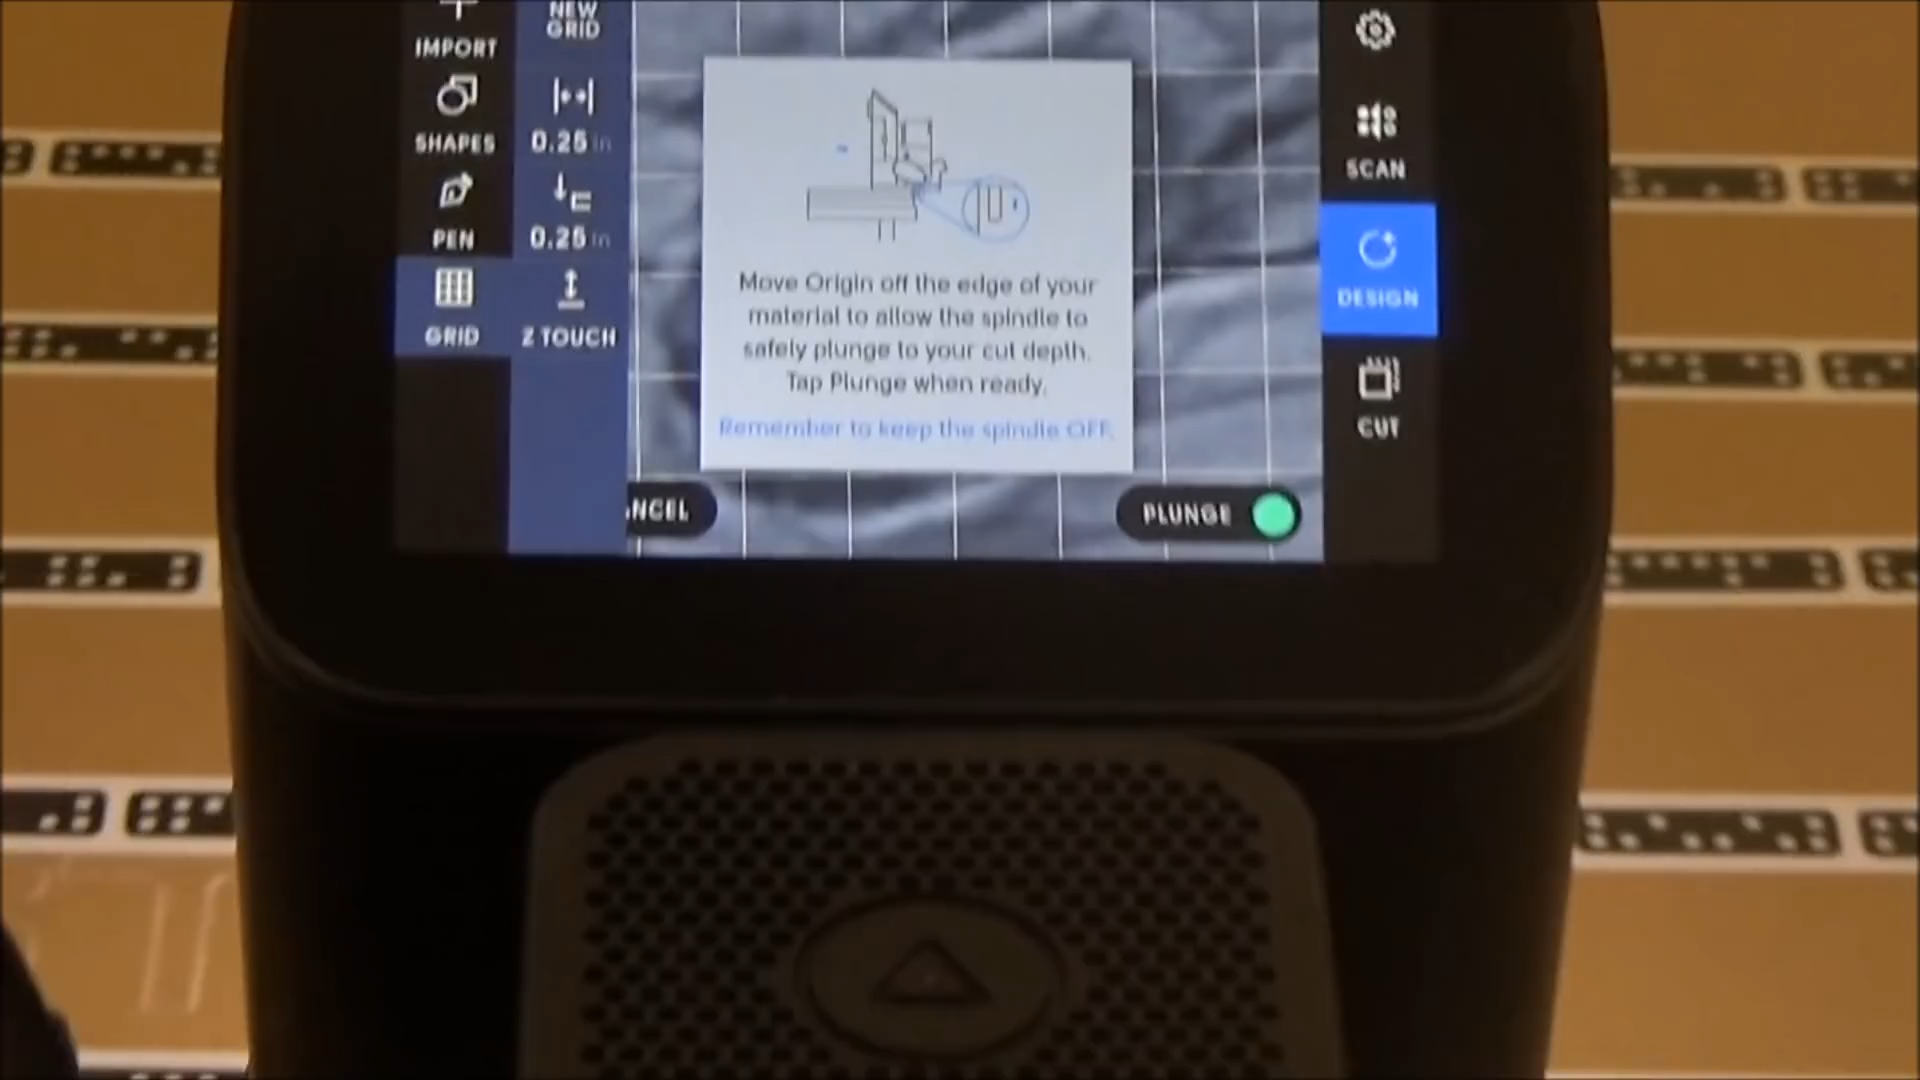 IMPORT
SHAPES
PEN
GRID
NEW
GRID
0.25 in
0.25 in
Z TOUCH
Move Origin off the edge of your
material to allow the spindle to
safely plunge to your cut depth.
Tap Plunge when ready.
Remember to keep the spindle OFF.
NCEL
PLUNGE
SCAN
DESIGN
CUT